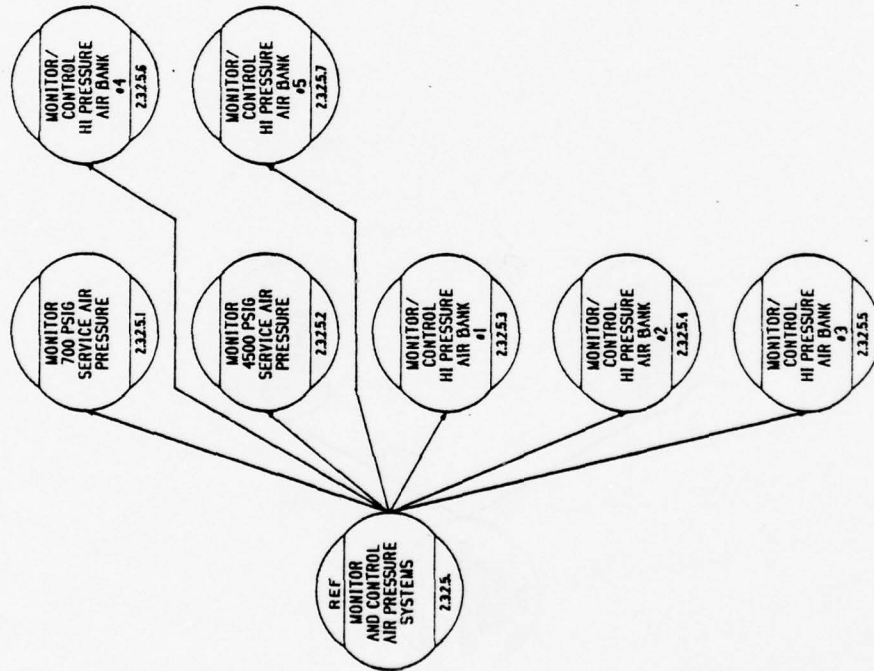 REF
MONITOR
AND CONTROL
AIR PRESSURE
SYSTEMS
2.3.2.5.
MONITOR
700 PSIG
SERVICE AIR
PRESSURE
2.3.2.5.1
MONITOR
4500 PSIG
SERVICE AIR
PRESSURE
2.3.2.5.2
MONITOR/
CONTROL
HI PRESSURE
AIR BANK
#1
2.3.2.5.3
MONITOR/
CONTROL
HI PRESSURE
AIR BANK
#2
2.3.2.5.4
MONITOR/
CONTROL
HI PRESSURE
AIR BANK
#3
2.3.2.5.5
MONITOR/
CONTROL
HI PRESSURE
AIR BANK
#4
2.3.2.5.6
MONITOR/
CONTROL
HI PRESSURE
AIR BANK
#5
2.3.2.5.7